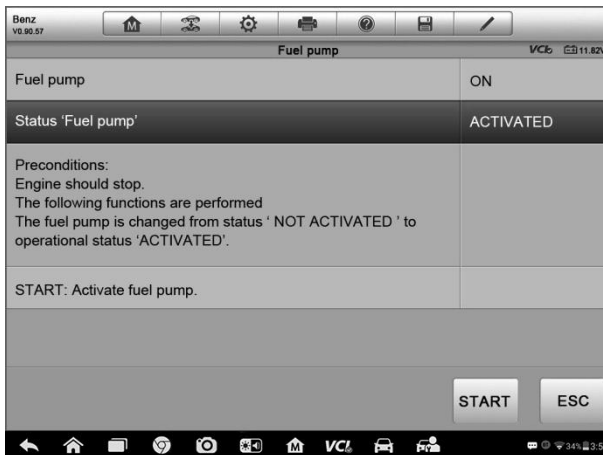 Benz
V0.90.57
Fuel pump
VCI 11.82V
Fuel pump ON
Status ‘Fuel pump’ ACTIVATED
Preconditions:
Engine should stop.
The following functions are performed
The fuel pump is changed from status ‘ NOT ACTIVATED ’ to
operational status ‘ACTIVATED’.
START: Activate fuel pump.
START ESC
VCI 34% 3:5